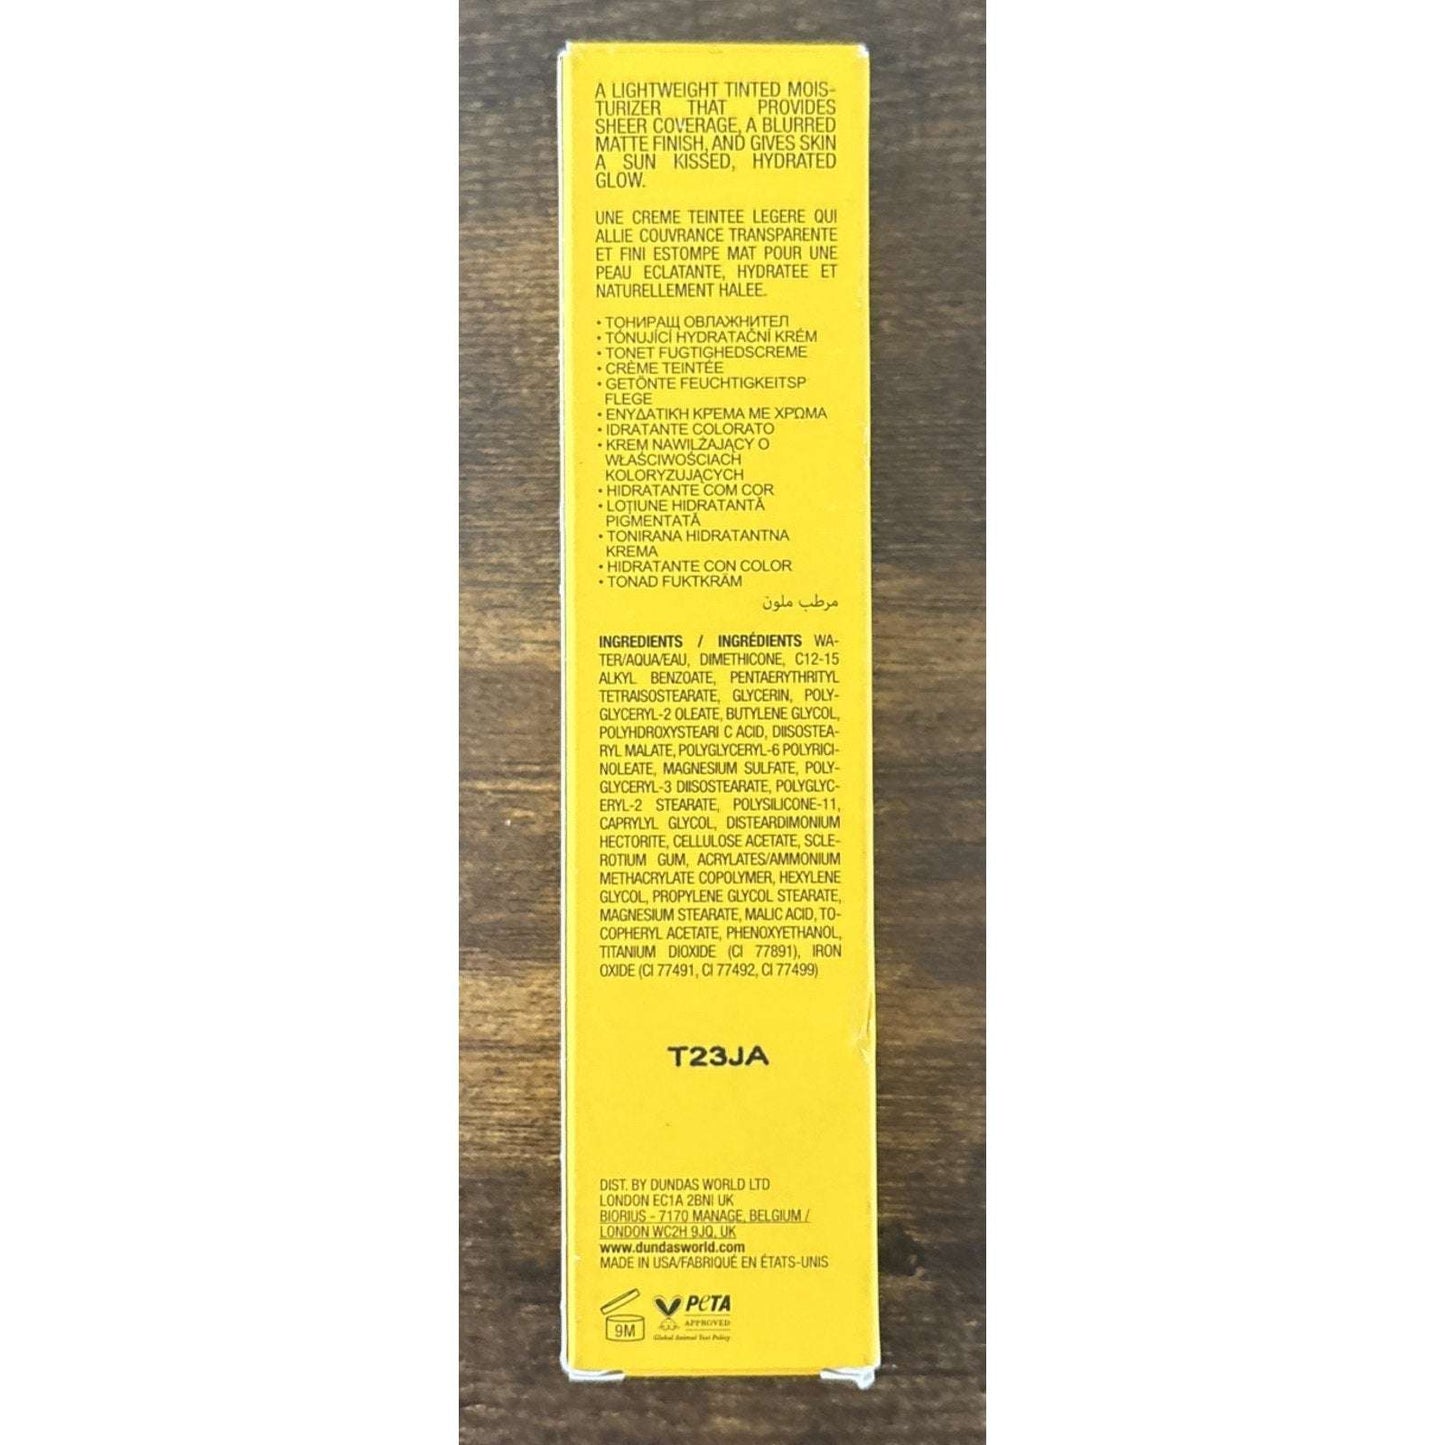 A LIGHTWEIGHT TINTED MOIS-
TURIZER THAT PROVIDES
SHEER COVERAGE, A BLURRED
MATTE FINISH, AND GIVES SKIN
A SUN KISSED, HYDRATED
GLOW.
UNE CREME TEINTEE LEGERE QUI
ALLIE COUVRANCE TRANSPARENTE
ET FINI ESTOMPE MAT POUR UNE
PEAU ECLATANTE, HYDRATEE ET
NATURELLEMENT HALEE.
• ТОНИРАЩ ОВЛАЖНИТЕЛ
• TÓNUJÍCÍ HYDRATAČNÍ KRÉM
• TONET FUGTIGHEDSCREME
• CRÈME TEINTÉE
• GETÖNTE FEUCHTIGKEITSP
FLEGE
• ΕΝΥΔΑΤΙΚΉ ΚΡΈΜΑ ΜΕ ΧΡΏΜΑ
• IDRATANTE COLORATO
• KREM NAWILŻAJĄCY O
WŁAŚCIWOŚCIACH
KOLORYZUJĄCYCH
• HIDRATANTE COM COR
• LOȚIUNE HIDRATANTĂ
PIGMENTATĂ
• TONIRANA HIDRATANTNA
KREMA
• HIDRATANTE CON COLOR
• TONAD FUKTKRÄM
مرطب ملون
INGREDIENTS / INGRÉDIENTS WA-
TER/AQUA/EAU, DIMETHICONE, C12-15
ALKYL BENZOATE, PENTAERYTHRITYL
TETRAISOSTEARATE, GLYCERIN, POLY-
GLYCERYL-2 OLEATE, BUTYLENE GLYCOL,
POLYHDROXYSTEARI C ACID, DIISOSTEA-
RYL MALATE, POLYGLYCERYL-6 POLYRICI-
NOLEATE, MAGNESIUM SULFATE, POLY-
GLYCERYL-3 DIISOSTEARATE, POLYGLYC-
ERYL-2 STEARATE, POLYSILICONE-11,
CAPRYLYL GLYCOL, DISTEARDIMONIUM
HECTORITE, CELLULOSE ACETATE, SCLE-
ROTIUM GUM, ACRYLATES/AMMONIUM
METHACRYLATE COPOLYMER, HEXYLENE
GLYCOL, PROPYLENE GLYCOL STEARATE,
MAGNESIUM STEARATE, MALIC ACID, TO-
COPHERYL ACETATE, PHENOXYETHANOL,
TITANIUM DIOXIDE (CI 77891), IRON
OXIDE (CI 77491, CI 77492, CI 77499)
T23JA
DIST. BY DUNDAS WORLD LTD
LONDON EC1A 2BNI UK
BIORIUS - 7170 MANAGE, BELGIUM /
LONDON WC2H 9JQ, UK
www.dundasworld.com
MADE IN USA/FABRIQUÉ EN ÉTATS-UNIS
9M
PETA
APPROVED
Global Animal Test Policy